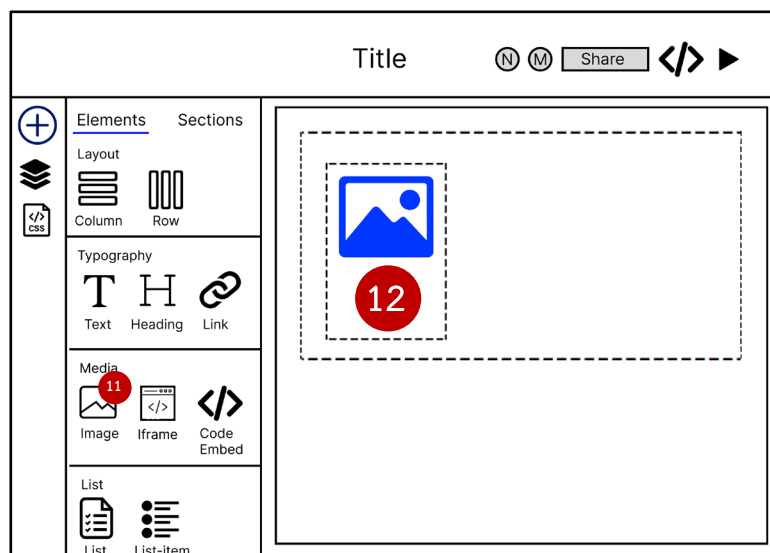 Title
N M Share </>
Elements Sections
Layout
Column Row
Typography
T H
Text Heading Link
Media
11
</> </>
Image Iframe Code
Embed
List
List List-item
</>
CSS
12